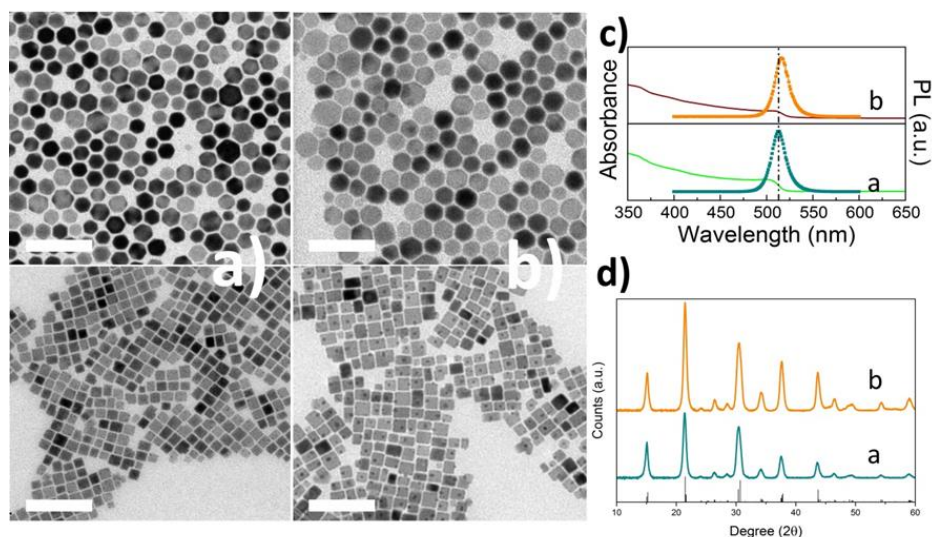 a)
b)
c)
Absorbance
PL (a.u.)
b
a
350 400 450 500 550 600 650
Wavelength (nm)
d)
Counts (a.u.)
b
a
10 20 30 40 50 60
Degree (2θ)